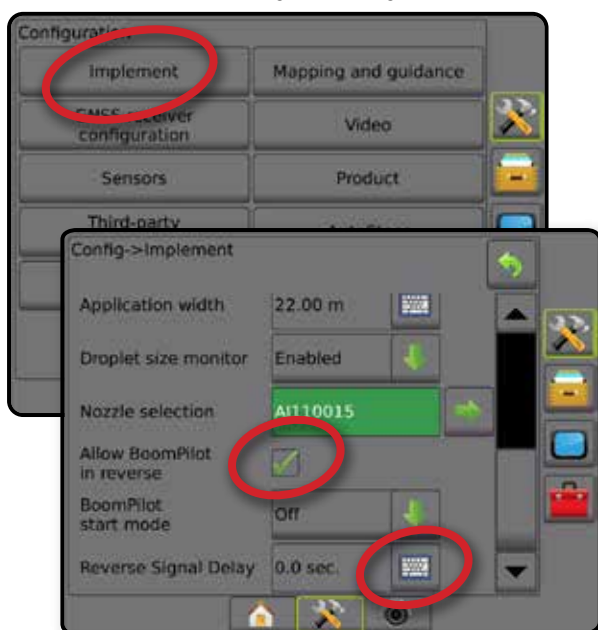 Configuration
Implement
Mapping and guidance
GNSS receiver
configuration
Video
Sensors
Product
Third-party
Config->Implement
Application width
22.00 m
Droplet size monitor
Enabled
Nozzle selection
AI110015
Allow BoomPilot
in reverse
BoomPilot
start mode
Off
Reverse Signal Delay
0.0 sec.